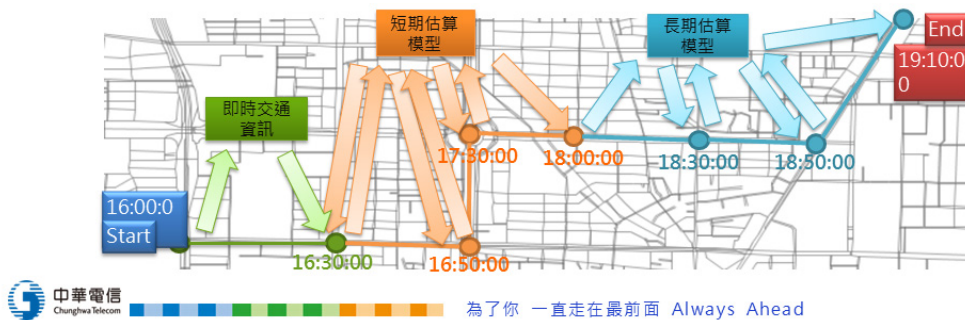 短期估算
模型
長期估算
模型
End
19:10:0
0
即時交通
資訊
17:30:00
18:00:00
18:30:00
18:50:00
16:00:0
Start
16:30:00
16:50:00
中華電信
Chunghwa Telecom
為了你 一直走在最前面 Always Ahead